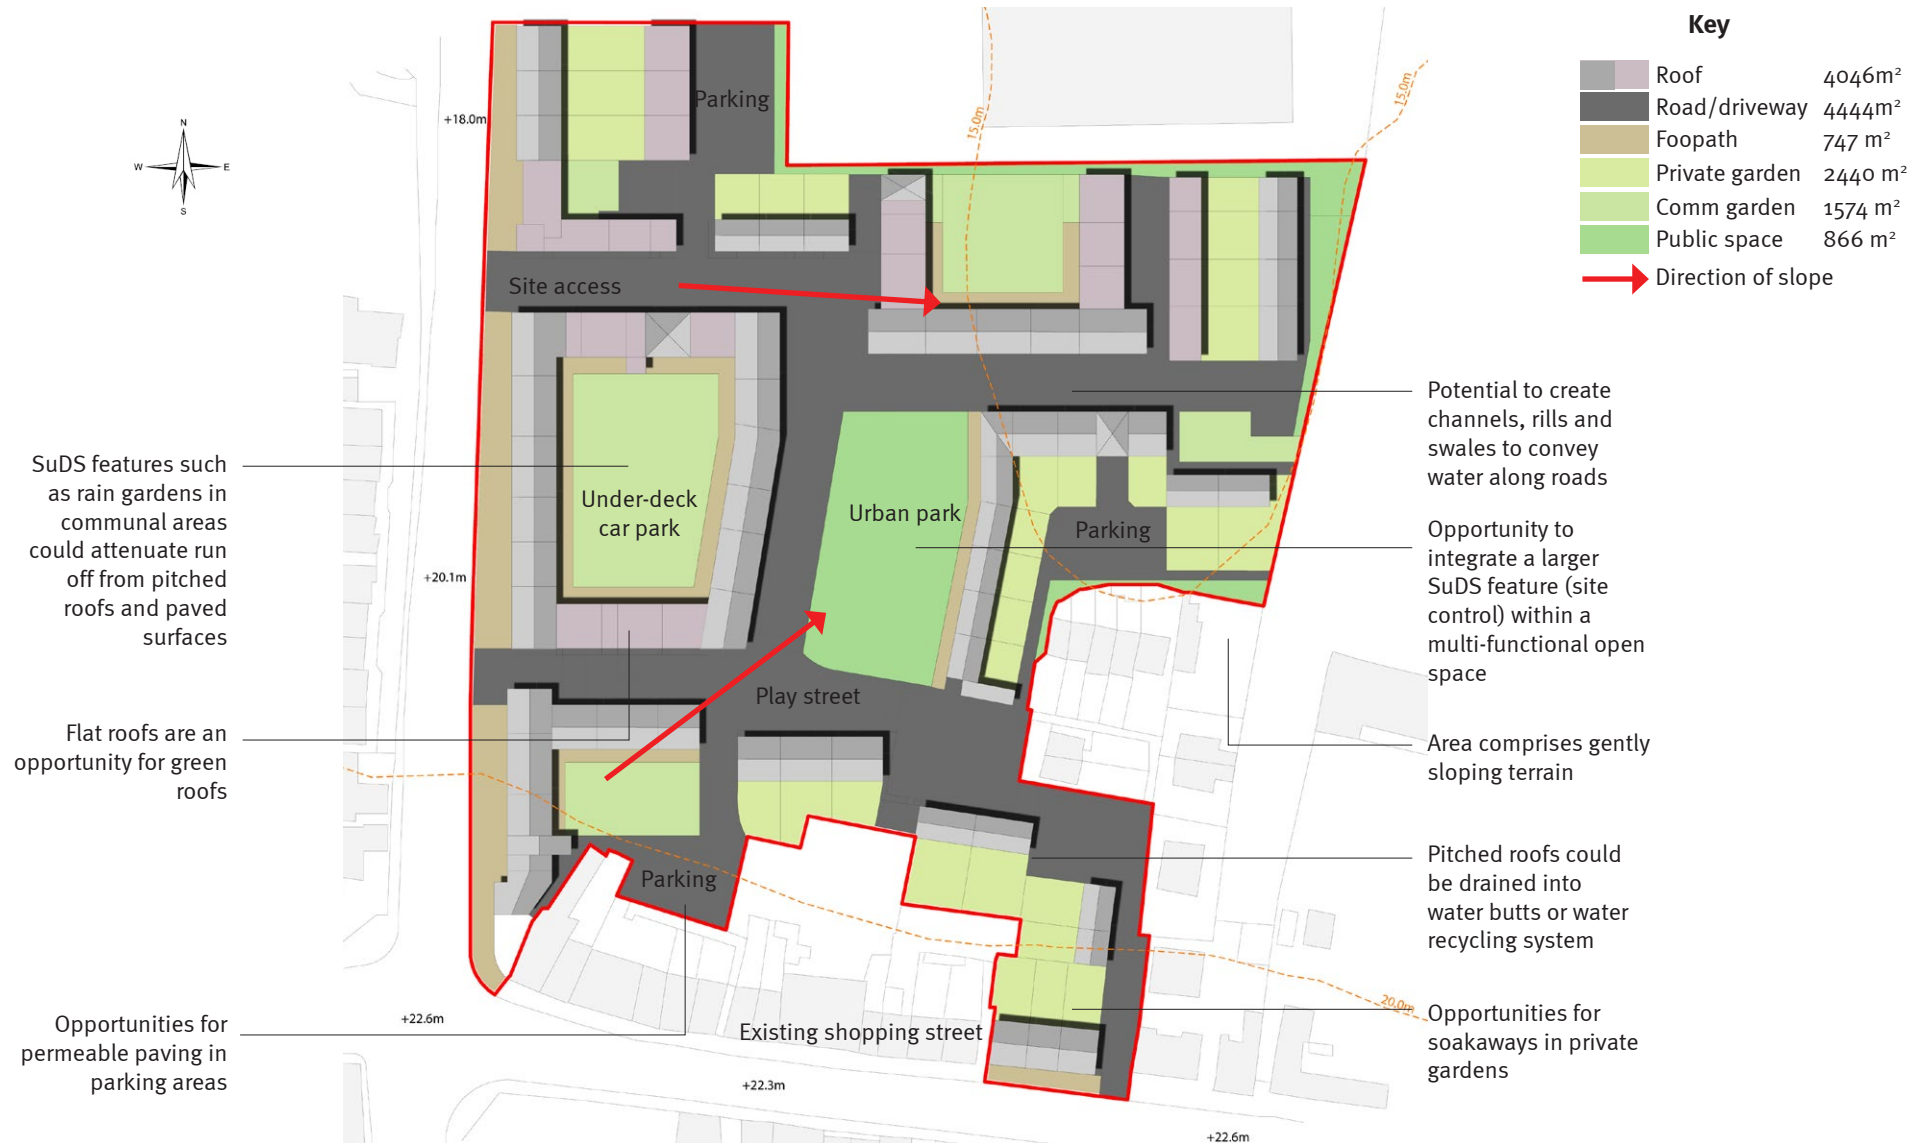 Key
Roof 4046m²
Road/driveway 4444m²
Foopath 747 m²
Private garden 2440 m²
Comm garden 1574 m²
Public space 866 m²
Direction of slope
N
W E
S
+18.0m
15.0m
15.0m
Parking
Site access
Under-deck
car park
Urban park
Parking
Play street
Parking
Existing shopping street
+20.1m
+22.6m
+22.3m
+22.6m
20.0m
SuDS features such
as rain gardens in
communal areas
could attenuate run
off from pitched
roofs and paved
surfaces
Flat roofs are an
opportunity for green
roofs
Opportunities for
permeable paving in
parking areas
Potential to create
channels, rills and
swales to convey
water along roads
Opportunity to
integrate a larger
SuDS feature (site
control) within a
multi-functional open
space
Area comprises gently
sloping terrain
Pitched roofs could
be drained into
water butts or water
recycling system
Opportunities for
soakaways in private
gardens